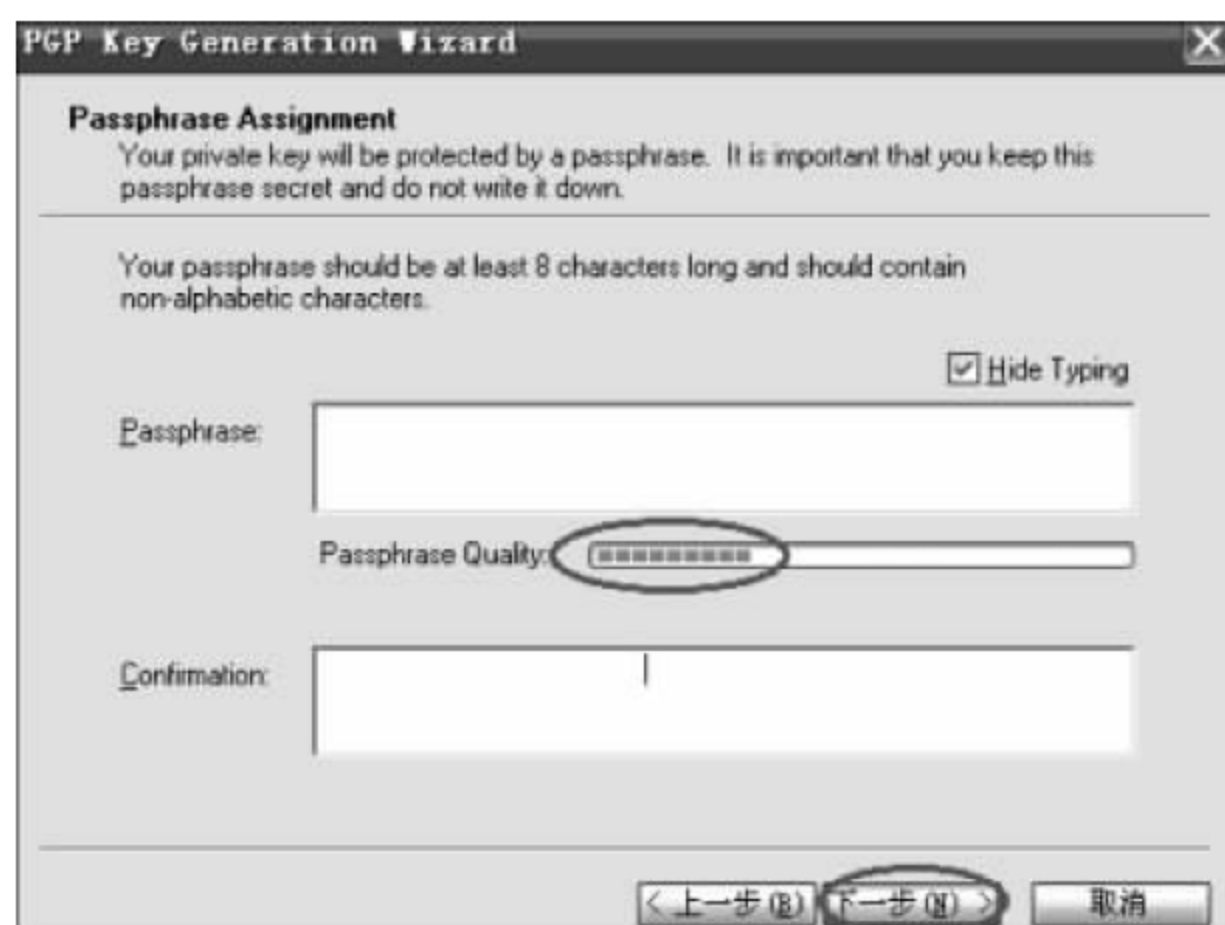 PGP Key Generation Wizard
Passphrase Assignment
Your private key will be protected by a passphrase. It is important that you keep this
passphrase secret and do not write it down.
Your passphrase should be at least 8 characters long and should contain
non-alphabetic characters.
Hide Typing
Passphrase:
Passphrase Quality:
Confirmation:
< 上一步(B) 下一步(N) > 取消